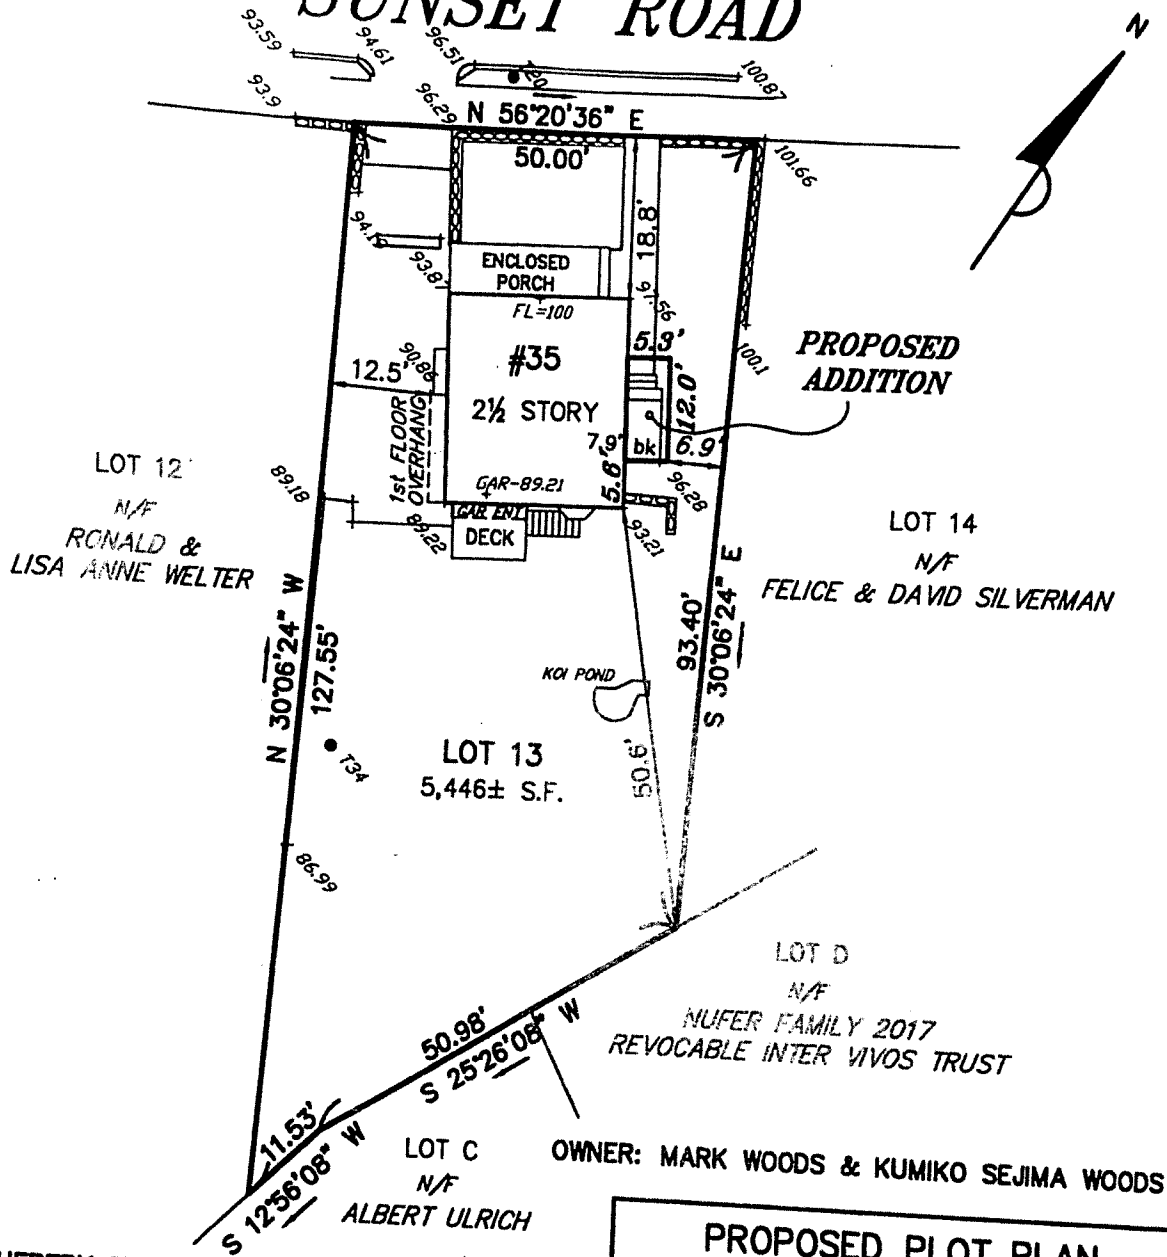 SUNSET ROAD
93.59
94.61
96.51
120
100.87
93.9
96.29
N 56°20'36" E
50.00'
101.66
18.8'
ENCLOSED
PORCH
93.8
FL=100
#35
2½ STORY
5.3'
100.1
PROPOSED
ADDITION
90.86
12.5'
1st FLOOR
OVERHANG
12.0'
7.9'
bk
6.9'
5.6'
96.28
GAR-89.21
GAR ENT
DECK
89.18
89.22
93.21
LOT 12
N/F
RONALD &
LISA ANNE WELTER
LOT 14
N/F
FELICE & DAVID SILVERMAN
N 30°06'24" W
127.55'
93.40'
S 30°06'24" E
KOI POND
50.6'
LOT 13
5,446± S.F.
T34
86.99
LOT D
N/F
NUFER FAMILY 2017
REVOCABLE INTER VIVOS TRUST
50.98'
S 25°26'08" W
11.53'
S 12°56'08" W
LOT C
N/F
ALBERT ULRICH
OWNER: MARK WOODS & KUMIKO SEJIMA WOODS
PROPOSED PLOT PLAN
N